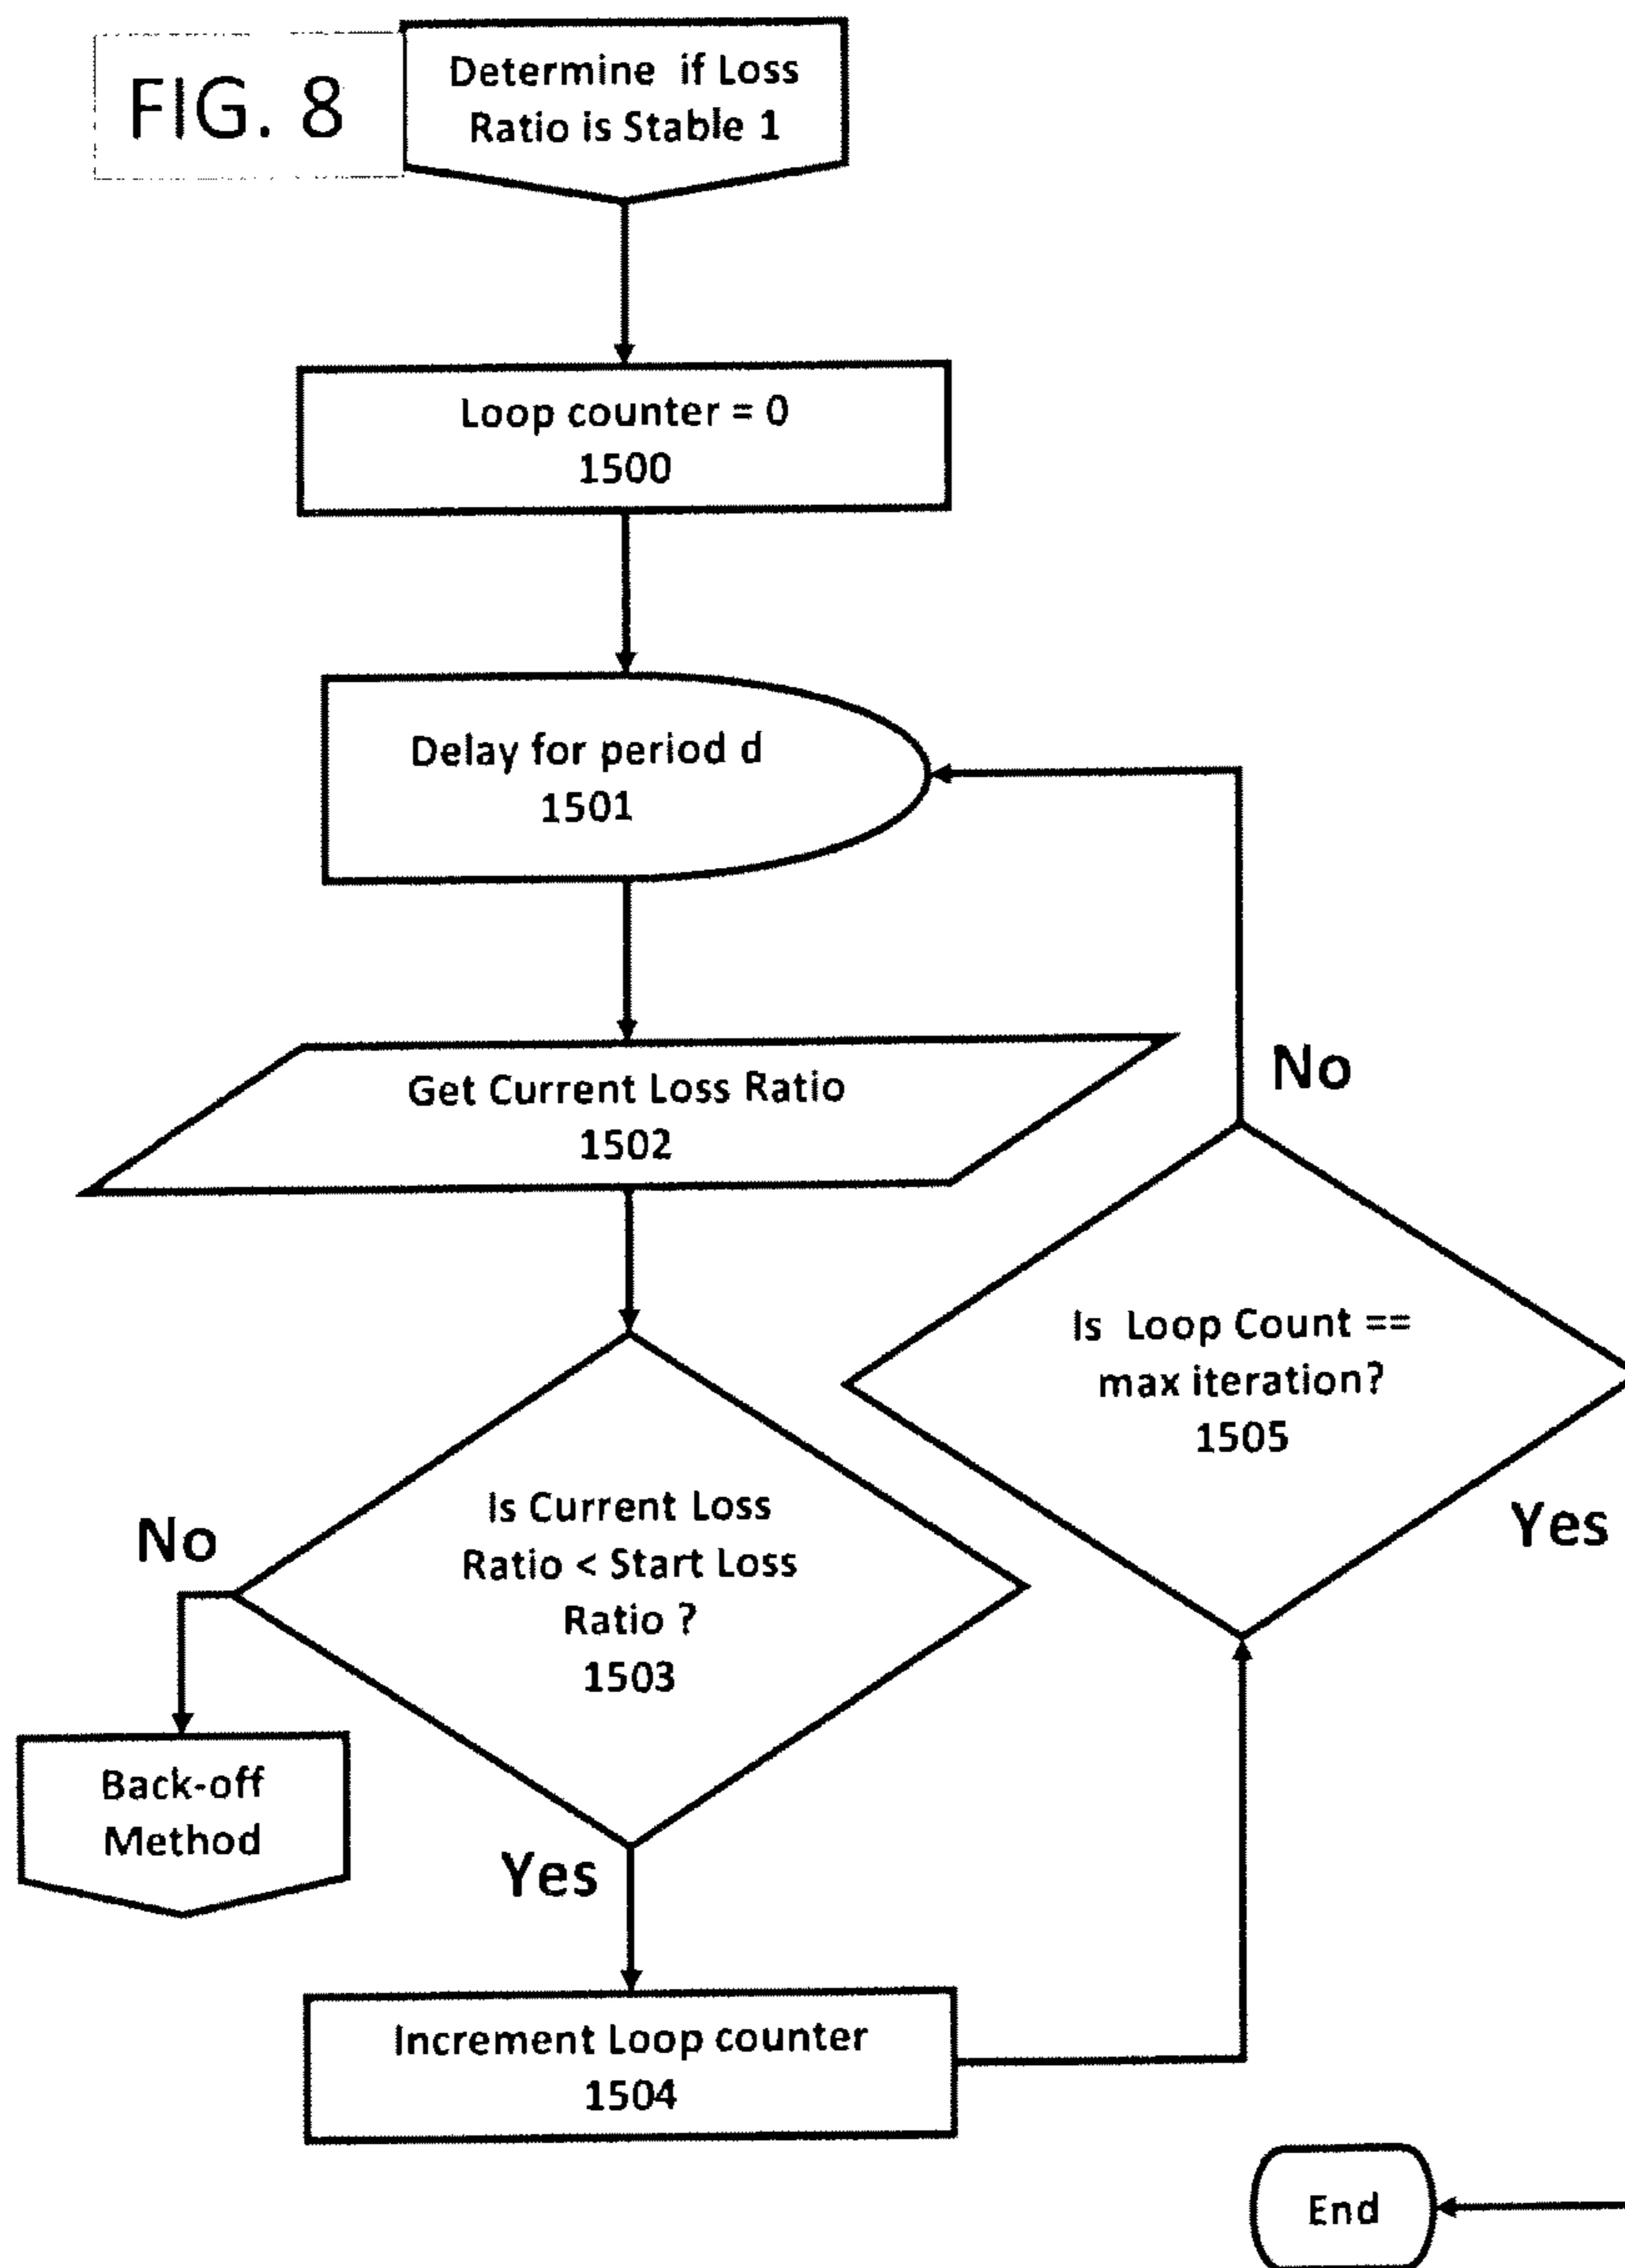 FIG. 8
Determine if Loss
Ratio is Stable 1
Loop counter = 0
1500
Delay for period d
1501
Get Current Loss Ratio
1502
No
Is Loop Count ==
max iteration?
1505
Yes
Is Current Loss
Ratio < Start Loss
Ratio ?
1503
No
Back-off
Method
Yes
Increment Loop counter
1504
End